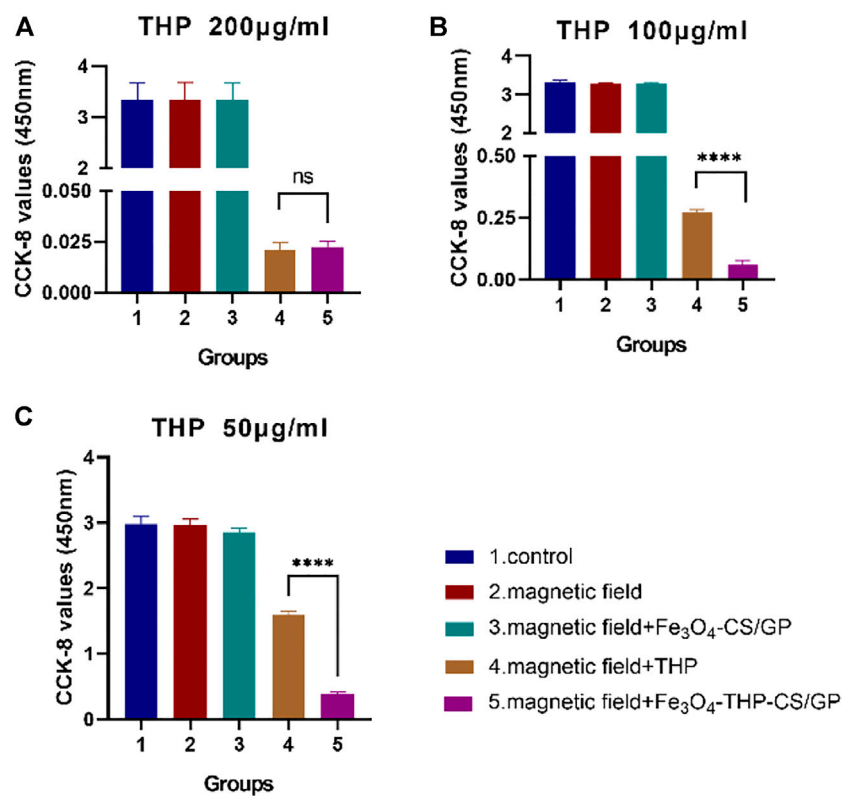 A
THP 200μg/ml
CCK-8 values (450nm)
4
3
2
0.050
0.025
0.000
ns
1 2 3 4 5
Groups
B
THP 100μg/ml
CCK-8 values (450nm)
4
3
2
0.50
0.25
0.00
****
1 2 3 4 5
Groups
C
THP 50μg/ml
CCK-8 values (450nm)
4
3
2
1
0
****
1 2 3 4 5
Groups
1.control
2.magnetic field
3.magnetic field+Fe₃O₄-CS/GP
4.magnetic field+THP
5.magnetic field+Fe₃O₄-THP-CS/GP